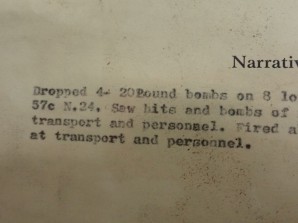 Narrativ
Dropped 4- 20Pound bombs on 8 lo
57c N.24. Saw hits and bombs of
transport and personnel. Fired a
at transport and personnel.